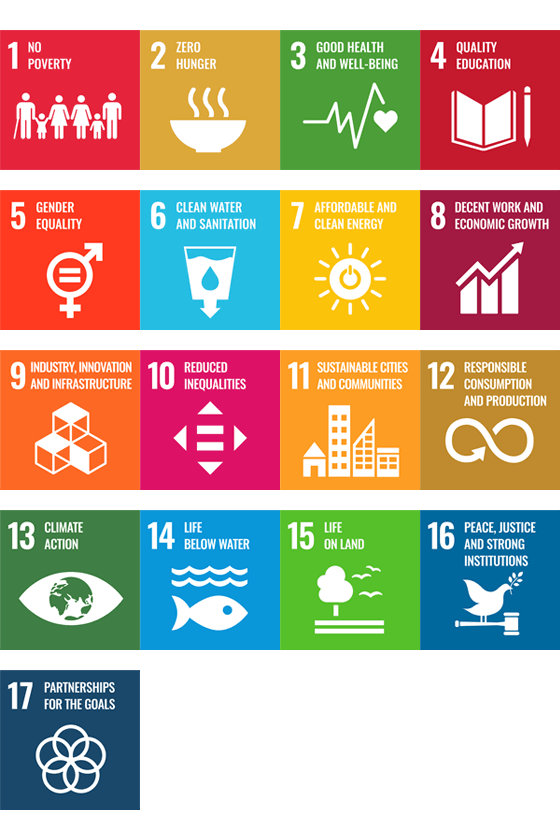 1 NO
POVERTY
2 ZERO
HUNGER
3 GOOD HEALTH
AND WELL-BEING
4 QUALITY
EDUCATION
5 GENDER
EQUALITY
6 CLEAN WATER
AND SANITATION
7 AFFORDABLE AND
CLEAN ENERGY
8 DECENT WORK AND
ECONOMIC GROWTH
9 INDUSTRY, INNOVATION
AND INFRASTRUCTURE
10 REDUCED
INEQUALITIES
11 SUSTAINABLE CITIES
AND COMMUNITIES
12 RESPONSIBLE
CONSUMPTION
AND PRODUCTION
13 CLIMATE
ACTION
14 LIFE
BELOW WATER
15 LIFE
ON LAND
16 PEACE, JUSTICE
AND STRONG
INSTITUTIONS
17 PARTNERSHIPS
FOR THE GOALS